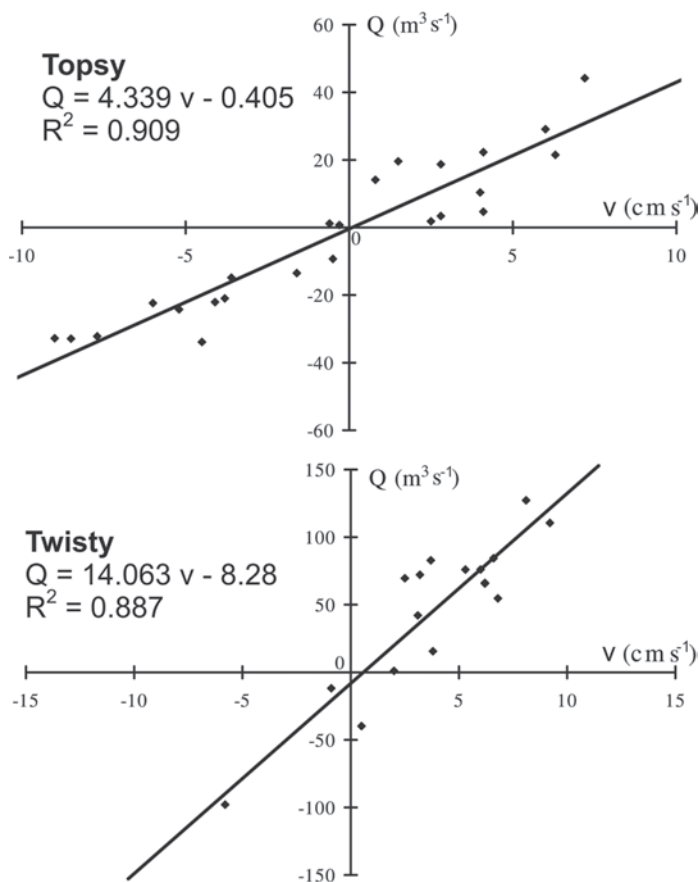 Q (m³ s⁻¹)
60
Topsy
Q = 4.339 v - 0.405
R² = 0.909
40
20
v (cm s⁻¹)
-10
-5
0
5
10
-20
-40
-60
150
Q (m³ s⁻¹)
Twisty
Q = 14.063 v - 8.28
R² = 0.887
100
50
0
v (cm s⁻¹)
-15
-10
-5
5
10
15
-50
-100
-150